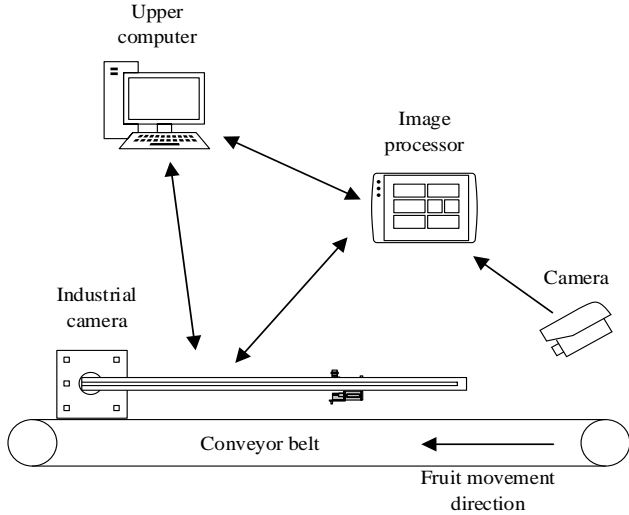 Upper
computer
Image
processor
Camera
Industrial
camera
Conveyor belt
Fruit movement
direction